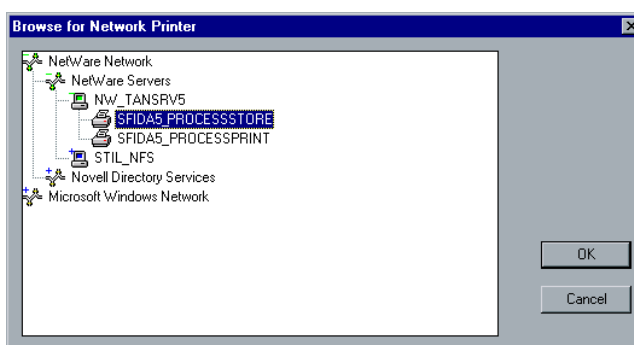 Browse for Network Printer
NetWare Network
NetWare Servers
NW_TANSRV5
SFIDA5_PROCESSSTORE
SFIDA5_PROCESSPRINT
STIL_NFS
Novell Directory Services
Microsoft Windows Network
OK
Cancel